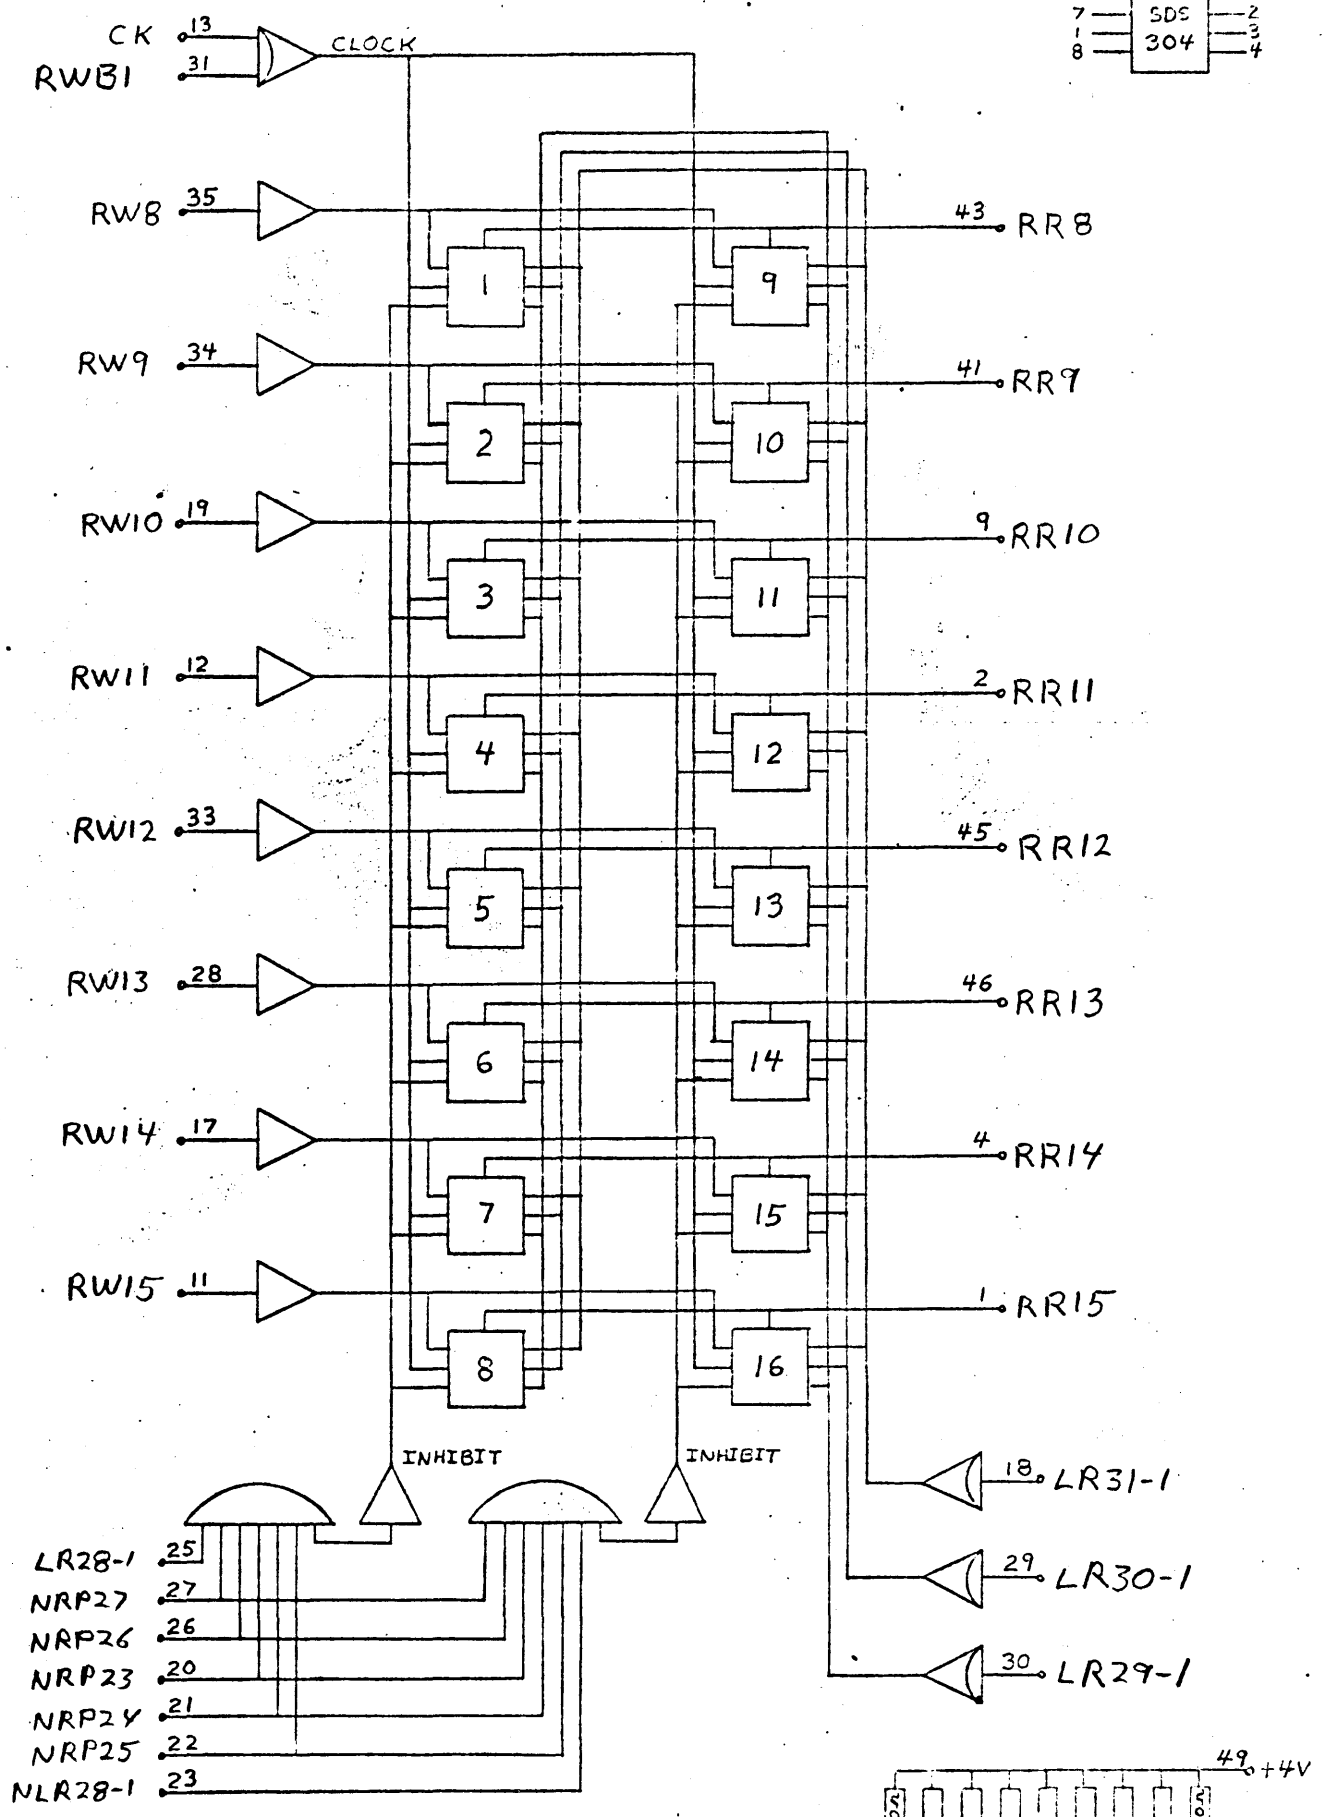 CK 13 CLOCK
RWB1 31
7 SDS 2
1 304 3
8 4
RW8 35 43 RR8
1 9
RW9 34 41 RR9
2 10
RW10 19 9 RR10
3 11
RW11 12 2 RR11
4 12
RW12 33 45 RR12
5 13
RW13 28 46 RR13
6 14
RW14 17 4 RR14
7 15
RW15 11 1 RR15
8 16
INHIBIT INHIBIT
18 LR31-1
LR28-1 25
29 LR30-1
NRP27 27
NRP26 26
NRP23 20
30 LR29-1
NRP24 21
NRP25 22
NLR28-1 23
49 +4V